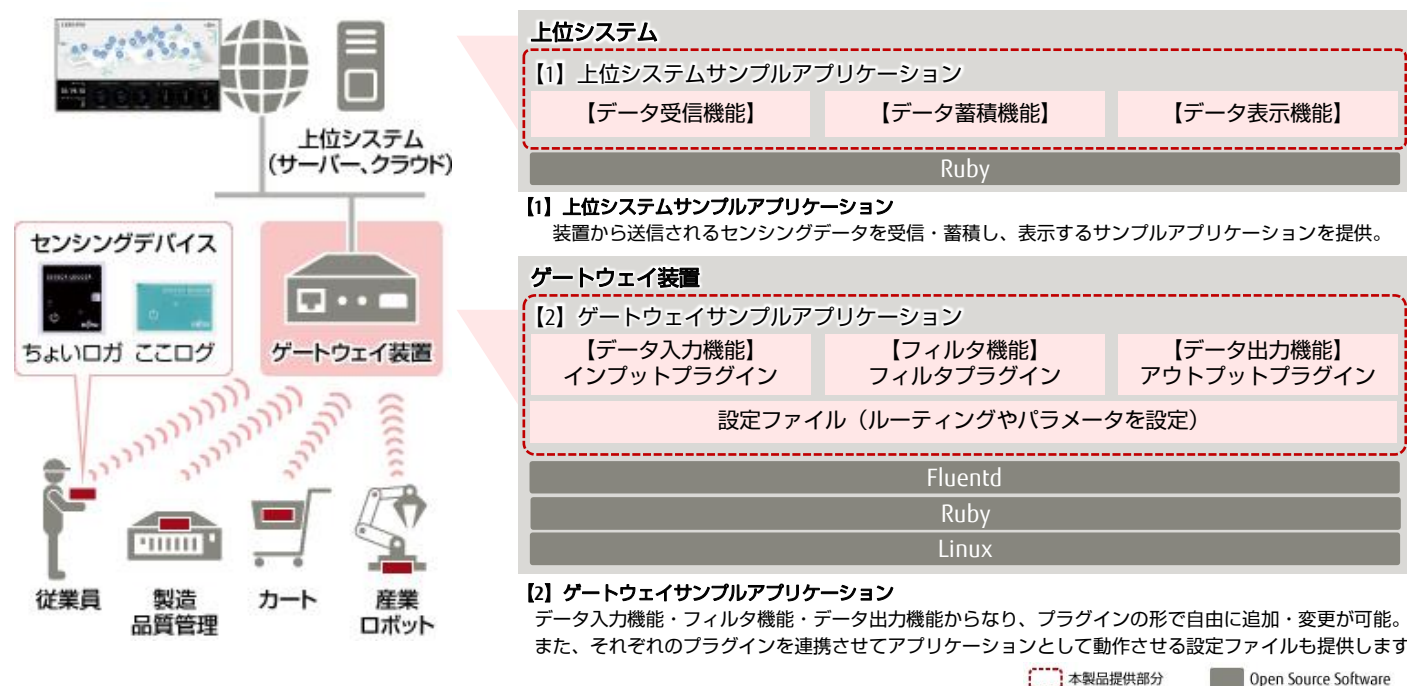 上位システム
(サーバー、クラウド)
センシングデバイス
ちょいロガ ここログ
ゲートウェイ装置
従業員
製造
品質管理
カート
産業
ロボット
上位システム
【1】上位システムサンプルアプリケーション
【データ受信機能】
【データ蓄積機能】
【データ表示機能】
Ruby
【1】上位システムサンプルアプリケーション
装置から送信されるセンシングデータを受信・蓄積し、表示するサンプルアプリケーションを提供。
ゲートウェイ装置
【2】ゲートウェイサンプルアプリケーション
【データ入力機能】
インプットプラグイン
【フィルタ機能】
フィルタプラグイン
【データ出力機能】
アウトプットプラグイン
設定ファイル（ルーティングやパラメータを設定）
Fluentd
Ruby
Linux
【2】ゲートウェイサンプルアプリケーション
データ入力機能・フィルタ機能・データ出力機能からなり、プラグインの形で自由に追加・変更が可能。
また、それぞれのプラグインを連携させてアプリケーションとして動作させる設定ファイルも提供します
本製品提供部分
Open Source Software